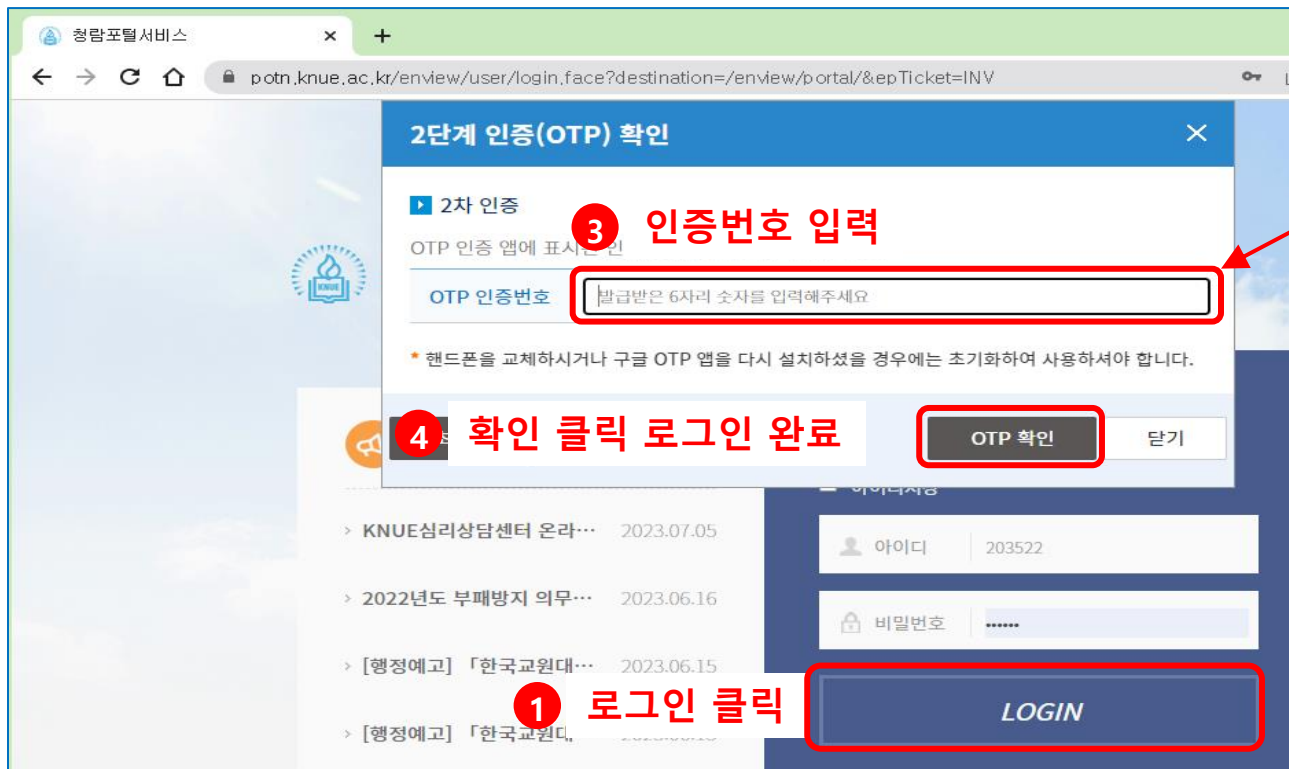 청람포털서비스
potn.knue.ac.kr/enview/user/login.face?destination=/enview/portal/&epTicket=INV
2단계 인증(OTP) 확인
2차 인증
3 인증번호 입력
OTP 인증 앱에 표시된 인
KNUE
OTP 인증번호
발급받은 6자리 숫자를 입력해주세요
* 핸드폰을 교체하시거나 구글 OTP 앱을 다시 설치하셨을 경우에는 초기화하여 사용하셔야 합니다.
4 확인 클릭 로그인 완료
OTP 확인
닫기
> KNUE심리상담센터 온라… 2023.07.05
아이디 203522
> 2022년도 부패방지 의무… 2023.06.16
비밀번호 ••••••
> [행정예고] 「한국교원대… 2023.06.15
1 로그인 클릭
LOGIN
> [행정예고] 「한국교원대